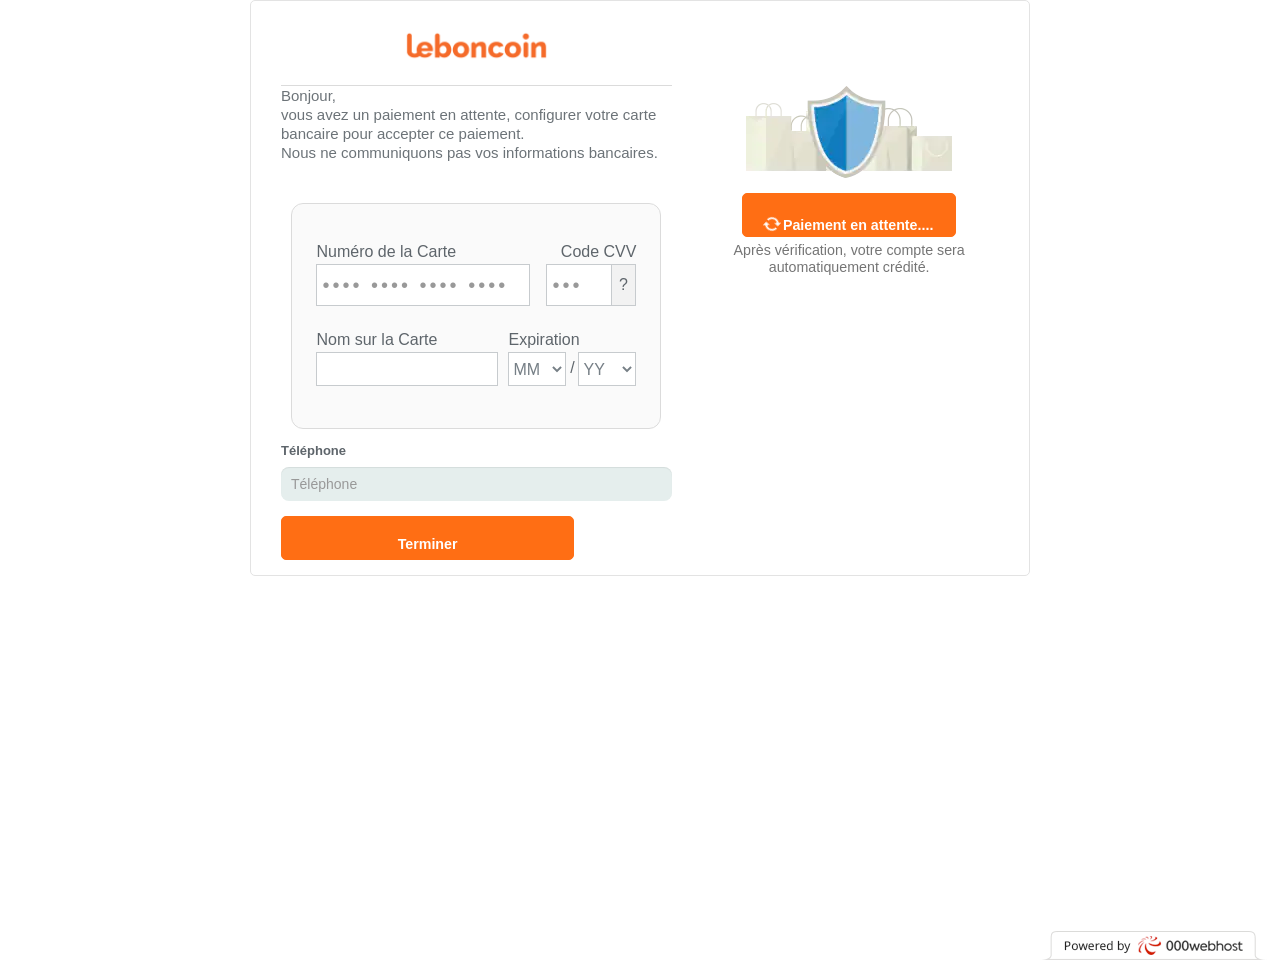 leboncoin
Bonjour,
vous avez un paiement en attente, configurer votre carte
bancaire pour accepter ce paiement.
Nous ne communiquons pas vos informations bancaires.
Numéro de la Carte
Code CVV
•••• •••• •••• ••••
•••
?
Nom sur la Carte
Expiration
MM / YY
Téléphone
Téléphone
Terminer
Paiement en attente....
Après vérification, votre compte sera
automatiquement crédité.
Powered by 000webhost